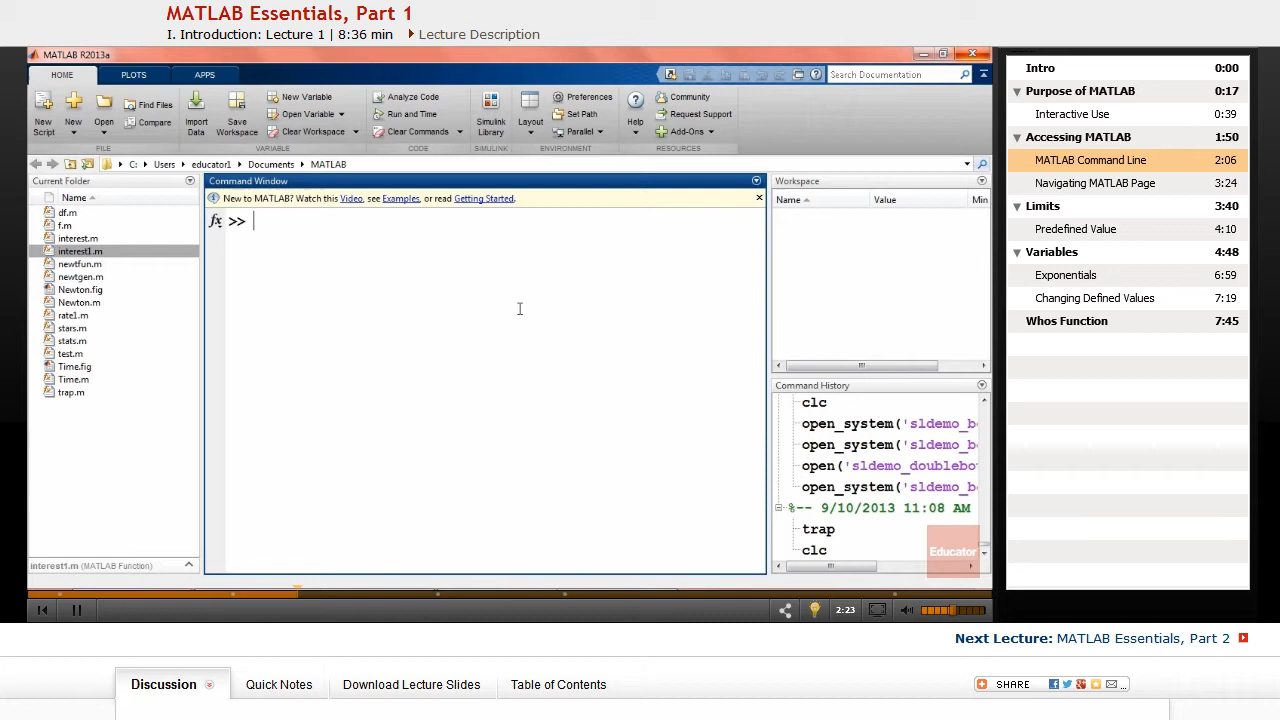 MATLAB Essentials, Part 1
I. Introduction: Lecture 1 | 8:36 min Lecture Description
MATLAB R2013a
HOME PLOTS APPS
Search Documentation
New Script
New
Open
Find Files
Compare
Import Data
Save Workspace
New Variable
Open Variable
Clear Workspace
Analyze Code
Run and Time
Clear Commands
Simulink Library
Layout
Preferences
Set Path
Parallel
Help
Community
Request Support
Add-Ons
FILE VARIABLE CODE SIMULINK ENVIRONMENT RESOURCES
C: Users educator1 Documents MATLAB
Current Folder
Name
df.m
f.m
interest.m
interest1.m
newtfun.m
newtgen.m
Newton.fig
Newton.m
rate1.m
stars.m
stats.m
test.m
Time.fig
Time.m
trap.m
interest1.m (MATLAB Function)
Command Window
New to MATLAB? Watch this Video, see Examples, or read Getting Started.
fx >>
Workspace
Name Value Min
Command History
clc
open_system('sldemo_b
open_system('sldemo_b
open('sldemo_doublebo
open_system('sldemo_b
%-- 9/10/2013 11:08 AM
trap
clc
Educator
2:23
Intro 0:00
Purpose of MATLAB 0:17
Interactive Use 0:39
Accessing MATLAB 1:50
MATLAB Command Line 2:06
Navigating MATLAB Page 3:24
Limits 3:40
Predefined Value 4:10
Variables 4:48
Exponentials 6:59
Changing Defined Values 7:19
Whos Function 7:45
Next Lecture: MATLAB Essentials, Part 2
Discussion Quick Notes Download Lecture Slides Table of Contents
SHARE